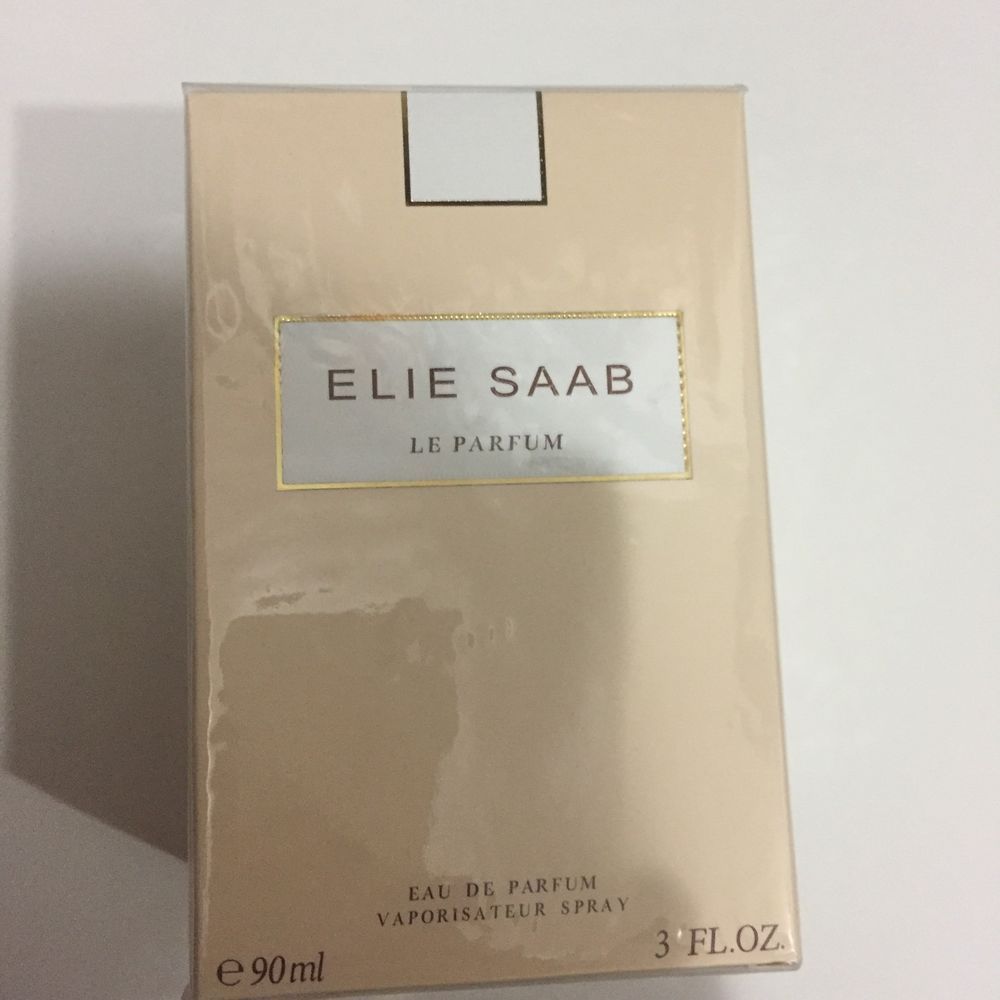 ELIE SAAB
LE PARFUM
EAU DE PARFUM
VAPORISATEUR SPRAY
℮90ml
3 FL.OZ.